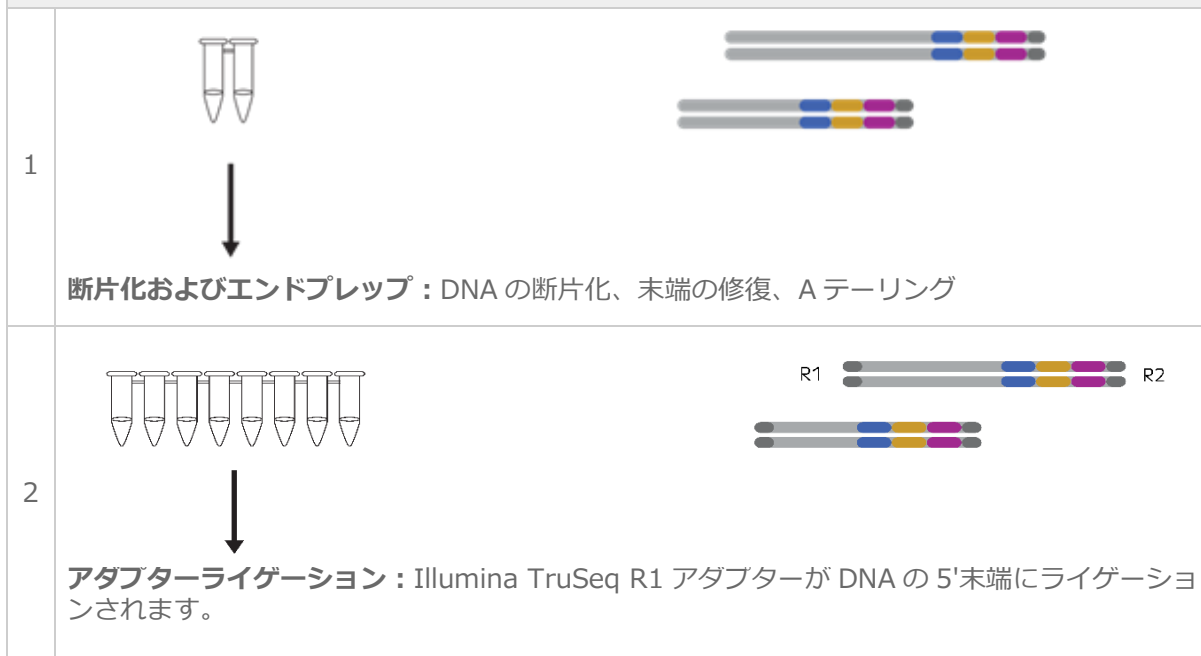 1
断片化およびエンドプレップ：DNA の断片化、末端の修復、A テーリング
R1
R2
2
アダプターライゲーション：Illumina TruSeq R1 アダプターが DNA の 5'末端にライゲーショ
ンされます。